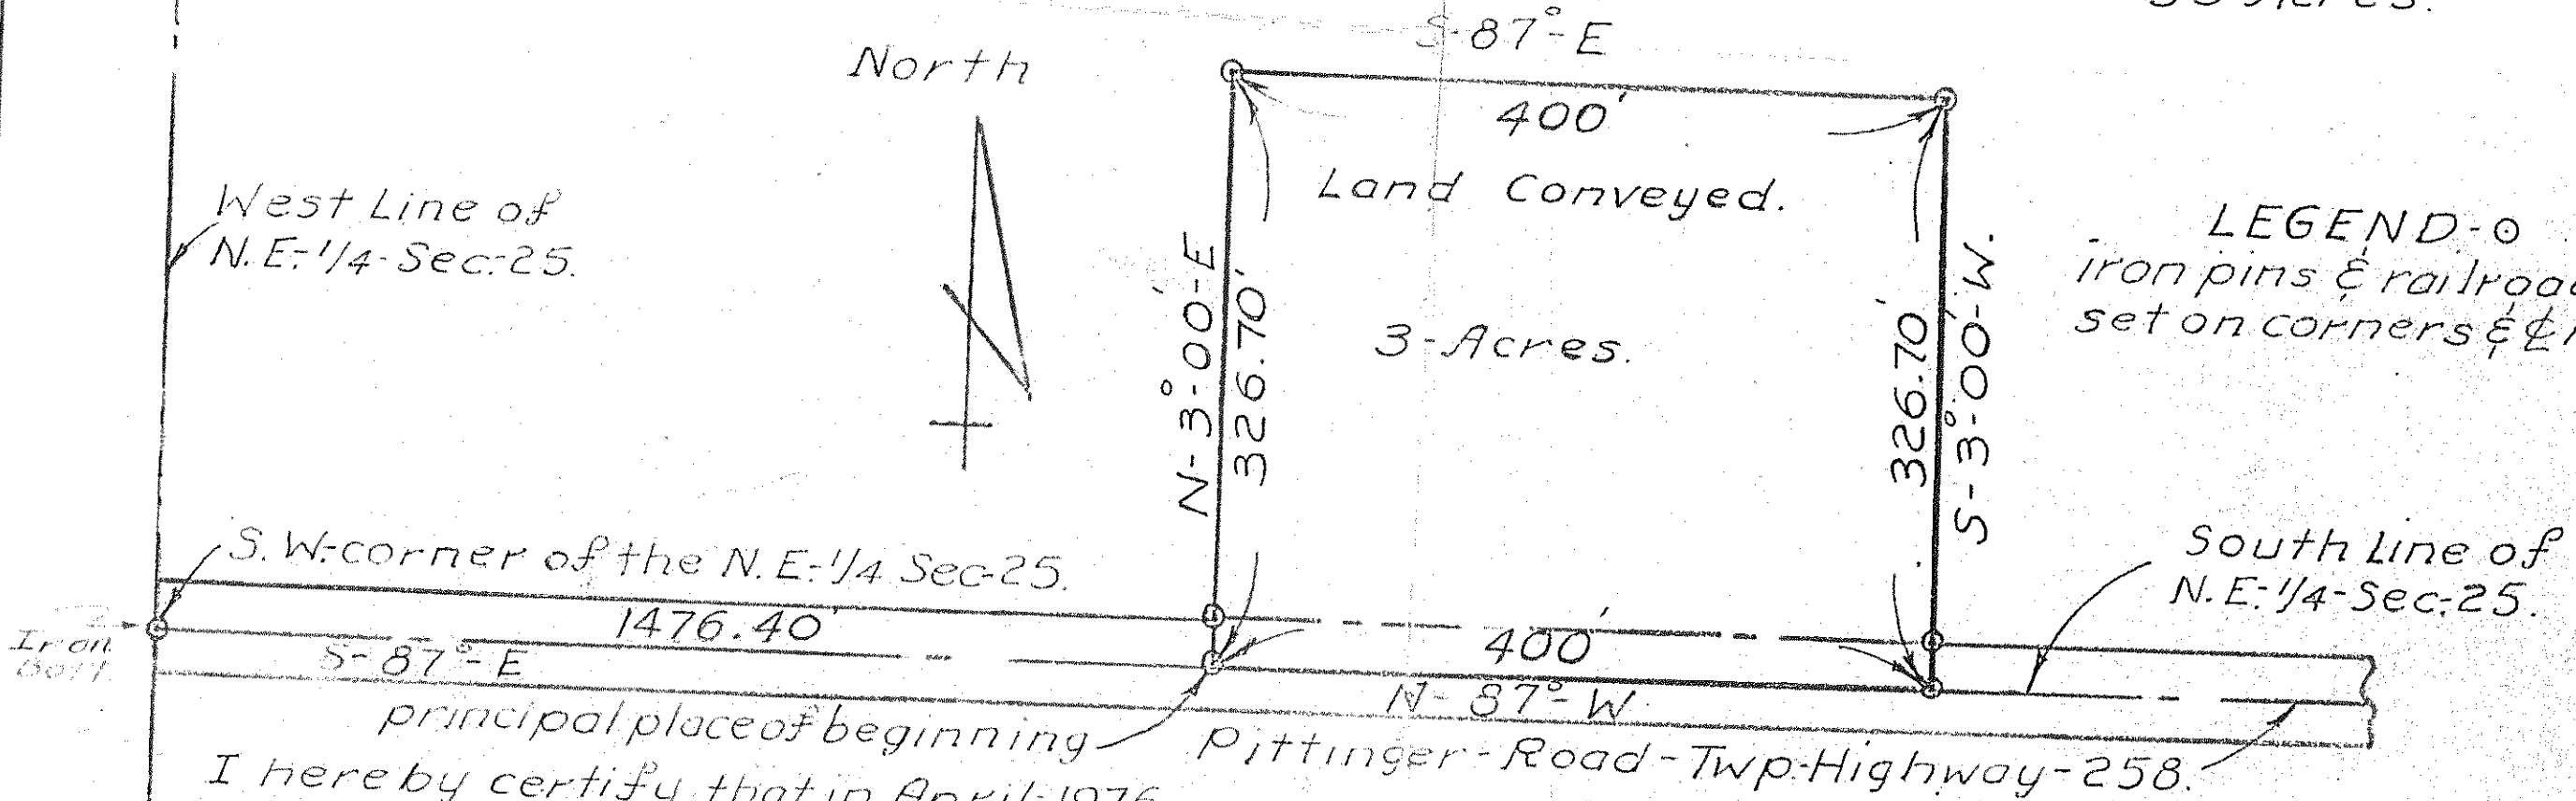 Acres.
S-87°-E
North
400'
Land Conveyed.
West Line of
N.E.-1/4-Sec.-25.
N-3°-00'-E
326.70'
3-Acres.
326.70'
S-3°-00'-W.
LEGEND-⊙
iron pins & railroad
set on corners & ℄
S.W.-corner of the N.E.-1/4 Sec-25.
South Line of
N.E.-1/4-Sec.-25.
Iron
Bolt
1476.40'
S-87°-E
400'
N-87°-W
principal place of beginning
Pittinger-Road-Twp.-Highway-258.
I hereby certify that in April-1976